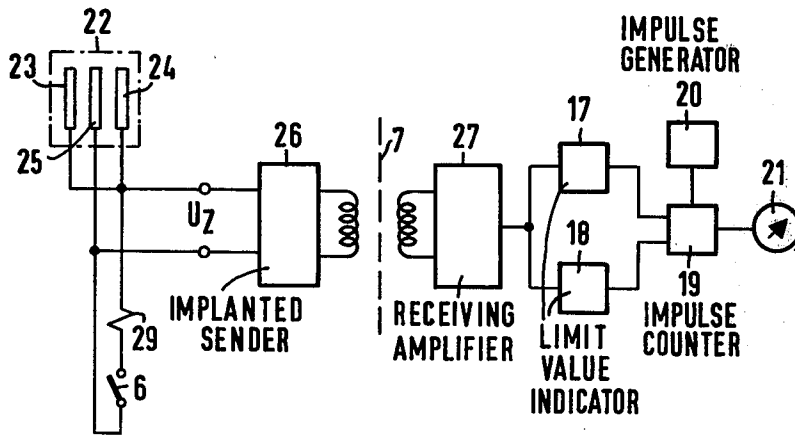 22
23
24
25
26
7
27
17
IMPULSE
GENERATOR
20
21
UZ
18
19
IMPLANTED
SENDER
RECEIVING
AMPLIFIER
LIMIT
VALUE
INDICATOR
IMPULSE
COUNTER
29
6